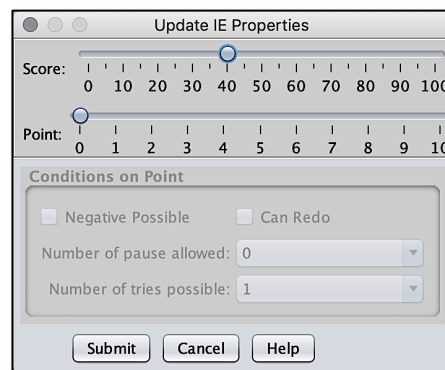 Update IE Properties
Score:
0 10 20 30 40 50 60 70 80 90 100
Point:
0 1 2 3 4 5 6 7 8 9 10
Conditions on Point
Negative Possible Can Redo
Number of pause allowed: 0
Number of tries possible: 1
Submit Cancel Help